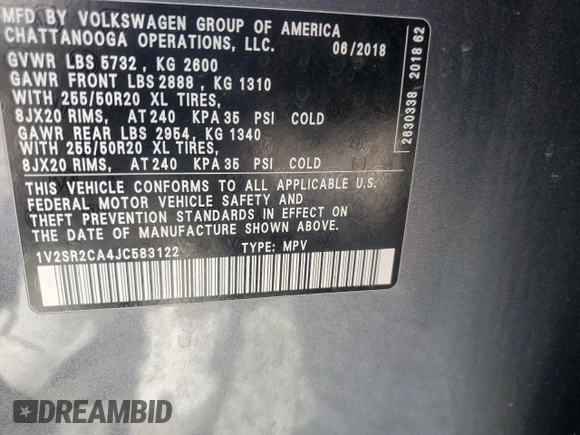 MFD BY VOLKSWAGEN GROUP OF AMERICA
CHATTANOOGA OPERATIONS, LLC.
06/2018
GVWR LBS 5732 , KG 2600
GAWR FRONT LBS 2888 , KG 1310
WITH 255/50R20 XL TIRES,
8JX20 RIMS, AT 240 KPA 35 PSI COLD
GAWR REAR LBS 2954, KG 1340
WITH 255/50R20 XL TIRES,
8JX20 RIMS, AT 240 KPA 35 PSI COLD
THIS VEHICLE CONFORMS TO ALL APPLICABLE U.S.
FEDERAL MOTOR VEHICLE SAFETY AND
THEFT PREVENTION STANDARDS IN EFFECT ON
THE DATE OF MANUFACTURE SHOWN ABOVE.
1V2SR2CA4JC583122 TYPE: MPV
2630338 2018 62
DREAMBID